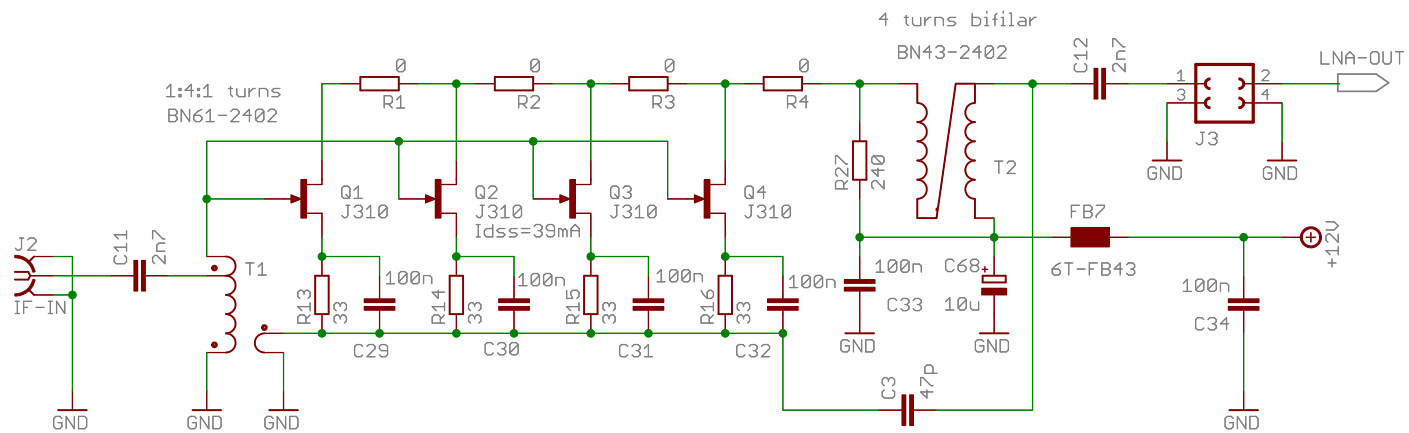 4 turns bifilar
BN43-2402
C12
2n7
LNA-OUT
1:4:1 turns
BN61-2402
0
R1
0
R2
0
R3
0
R4
1
2
3
4
J3
GND
GND
R27
240
T2
Q1
J310
Q2
J310
Idss=39mA
Q3
J310
Q4
J310
J2
IF-IN
C11
2n7
T1
FB7
6T-FB43
+12V
R13
33
100n
C29
R14
33
100n
C30
R15
33
100n
C31
R16
33
100n
C32
100n
C33
GND
C68
+
10u
GND
100n
C34
C3
47p
GND
GND
GND
GND